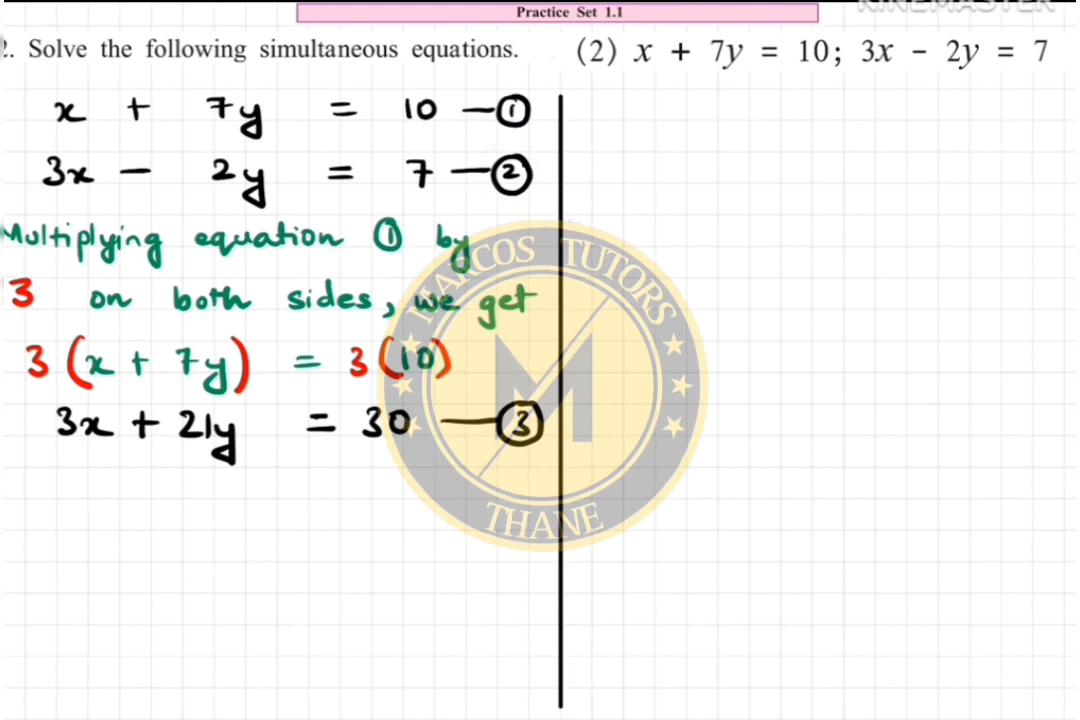 Practice Set 1.1
KINEMASTER
2. Solve the following simultaneous equations. (2) x + 7y = 10; 3x - 2y = 7
x + 7y = 10 —①
3x - 2y = 7 —②
Multiplying equation ① by
3 on both sides, we get
3 (x + 7y) = 3 (10)
3x + 21y = 30 —③
MARCOS TUTORS
M
THANE